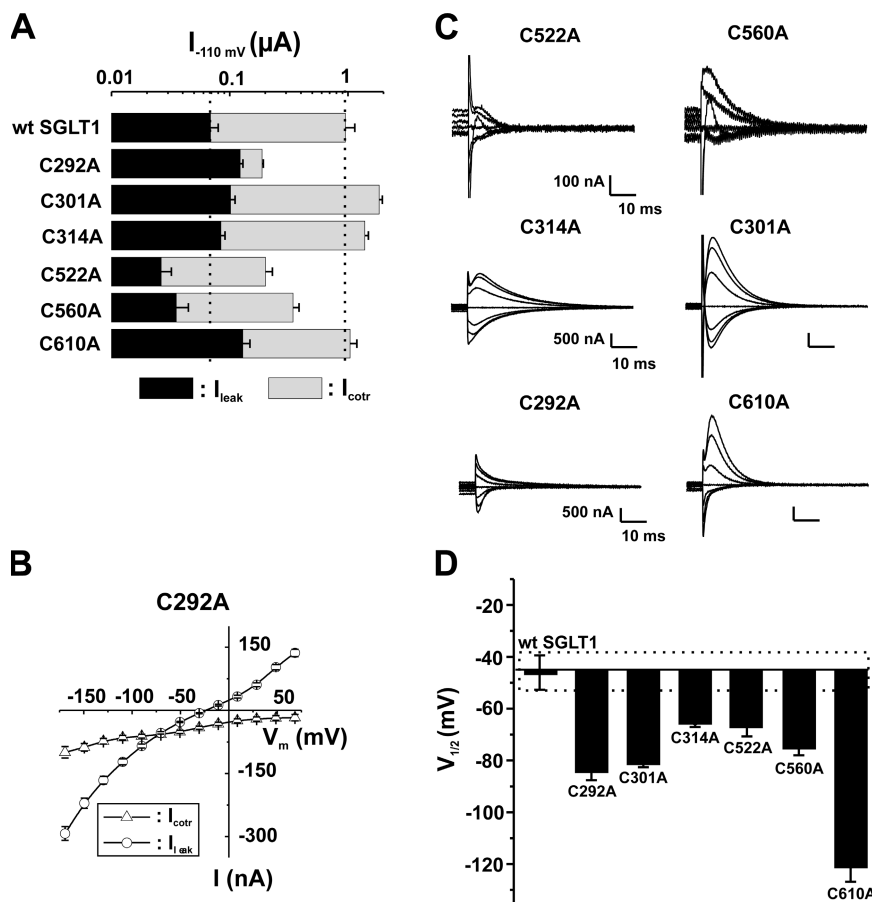 A
I-110 mV (µA)
0.01 0.1 1
wt SGLT1
C292A
C301A
C314A
C522A
C560A
C610A
: Ileak : Icotr
C
C522A C560A
100 nA
10 ms
C314A C301A
500 nA
10 ms
C292A C610A
500 nA
10 ms
B
C292A
150
-150 -100 -50 50
Vm (mV)
-150
-300
: Icotr
: Ileak
I (nA)
D
-20
-40
-60
-80
-100
-120
V1/2 (mV)
wt SGLT1
C292A
C301A
C314A
C522A
C560A
C610A